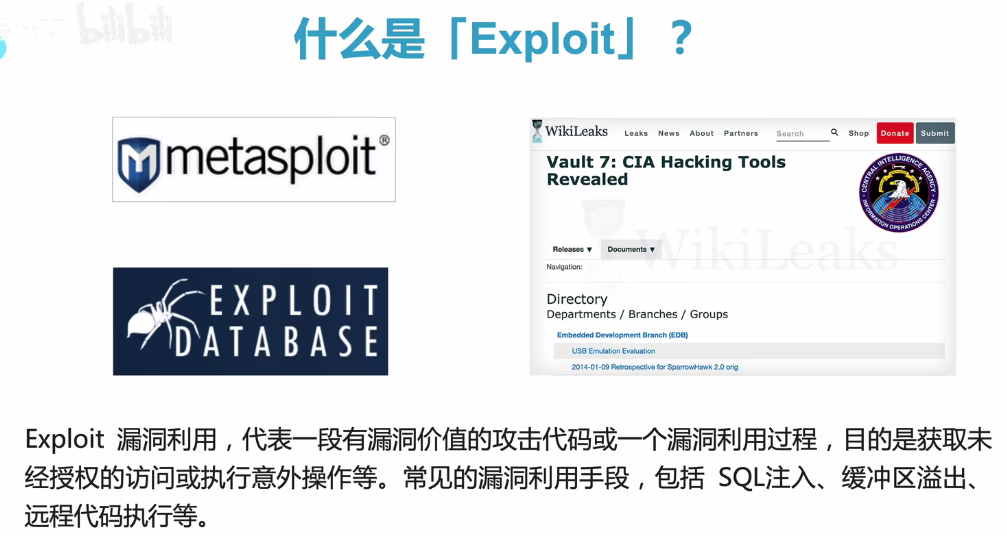 bilibili
什么是「Exploit」？
metasploit®
EXPLOIT
DATABASE
WikiLeaks
Leaks News About Partners Search Shop Donate Submit
Vault 7: CIA Hacking Tools
Revealed
CENTRAL INTELLIGENCE AGENCY
INFORMATION OPERATIONS CENTER
WikiLeaks
Releases ▼ Documents ▼
Navigation:
Directory
Departments / Branches / Groups
Embedded Development Branch (EDB)
USB Emulation Evaluation
2014-01-09 Retrospective for SparrowHawk 2.0 orig
Exploit 漏洞利用，代表一段有漏洞价值的攻击代码或一个漏洞利用过程，目的是获取未
经授权的访问或执行意外操作等。常见的漏洞利用手段，包括 SQL注入、缓冲区溢出、
远程代码执行等。